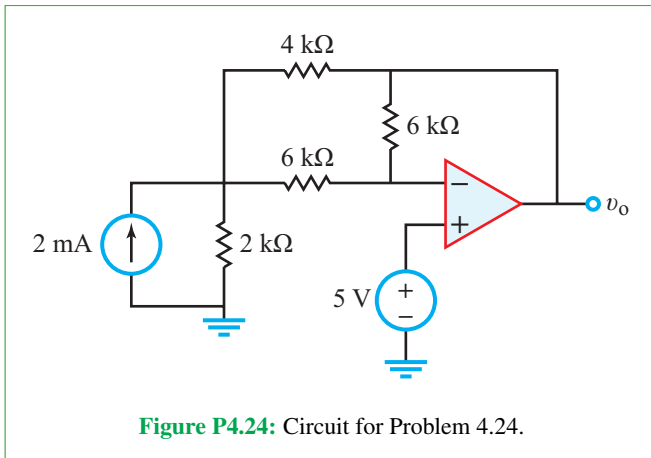 4 kΩ
6 kΩ
6 kΩ
2 mA
2 kΩ
−
+
v_o
5 V
+
−
Figure P4.24: Circuit for Problem 4.24.